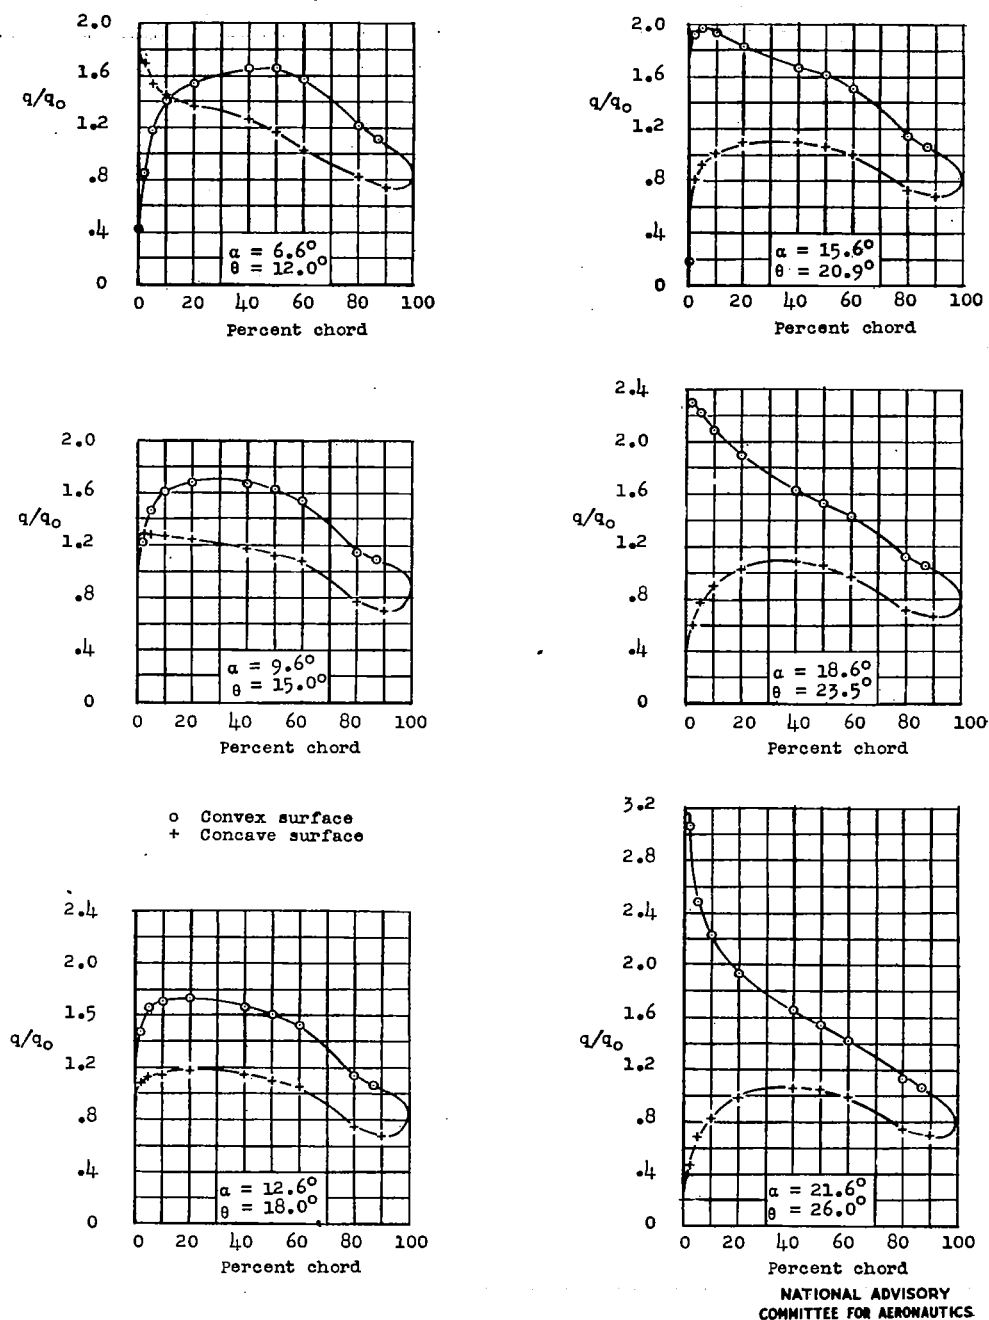 2.0
1.6
q/q₀
1.2
.8
.4
0
α = 6.6°
θ = 12.0°
0 20 40 60 80 100
Percent chord
2.0
1.6
q/q₀
1.2
.8
.4
0
α = 15.6°
θ = 20.9°
0 20 40 60 80 100
Percent chord
2.0
1.6
q/q₀
1.2
.8
.4
0
α = 9.6°
θ = 15.0°
0 20 40 60 80 100
Percent chord
2.4
2.0
1.6
q/q₀
1.2
.8
.4
0
α = 18.6°
θ = 23.5°
0 20 40 60 80 100
Percent chord
o Convex surface
+ Concave surface
2.4
2.0
1.5
q/q₀
1.2
.8
.4
0
α = 12.6°
θ = 18.0°
0 20 40 60 80 100
Percent chord
3.2
2.8
2.4
2.0
1.6
q/q₀
1.2
.8
.4
0
α = 21.6°
θ = 26.0°
0 20 40 60 80 100
Percent chord
NATIONAL ADVISORY
COMMITTEE FOR AERONAUTICS